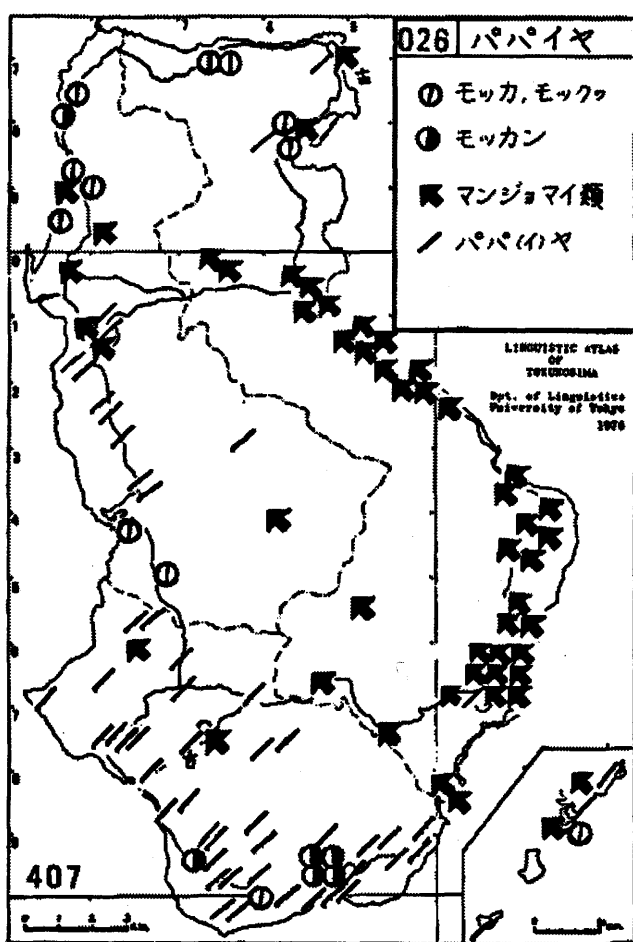 026 パパイヤ
モッカ, モックヮ
モッカン
マンジョマイ類
パパ(イ)ヤ
LINGUISTIC ATLAS
OF
TOKUNOSIMA
Dpt. of Linguistics
University of Tokyo
1976
407